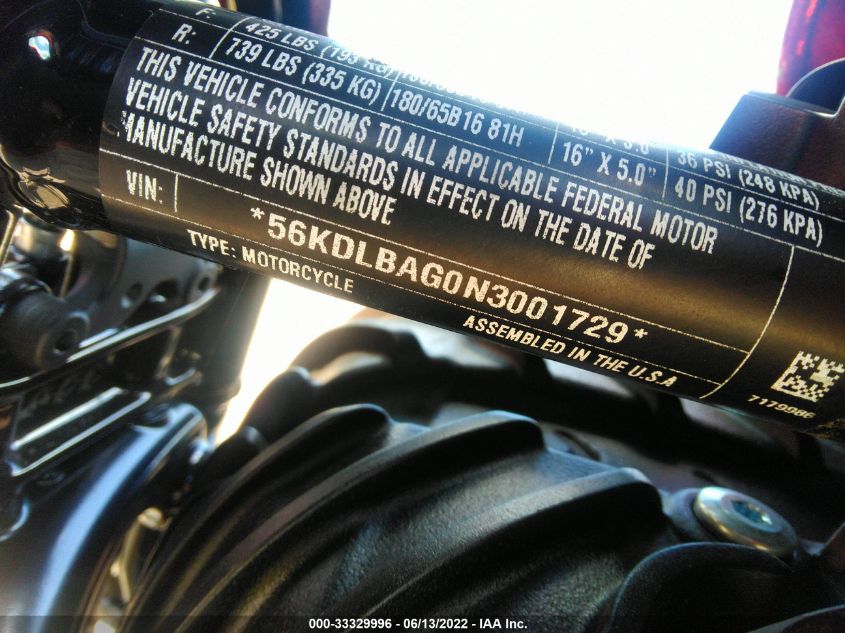 F: 425 LBS (193 KG)
R: 739 LBS (335 KG) 180/65B16 81H 16" X 5.0" 40 PSI (276 KPA)
36 PSI (248 KPA)
THIS VEHICLE CONFORMS TO ALL APPLICABLE FEDERAL MOTOR
VEHICLE SAFETY STANDARDS IN EFFECT ON THE DATE OF
MANUFACTURE SHOWN ABOVE
VIN: *56KDLBAG0N3001729*
TYPE: MOTORCYCLE ASSEMBLED IN THE U.S.A
7179986
000-33329996 - 06/13/2022 - IAA Inc.